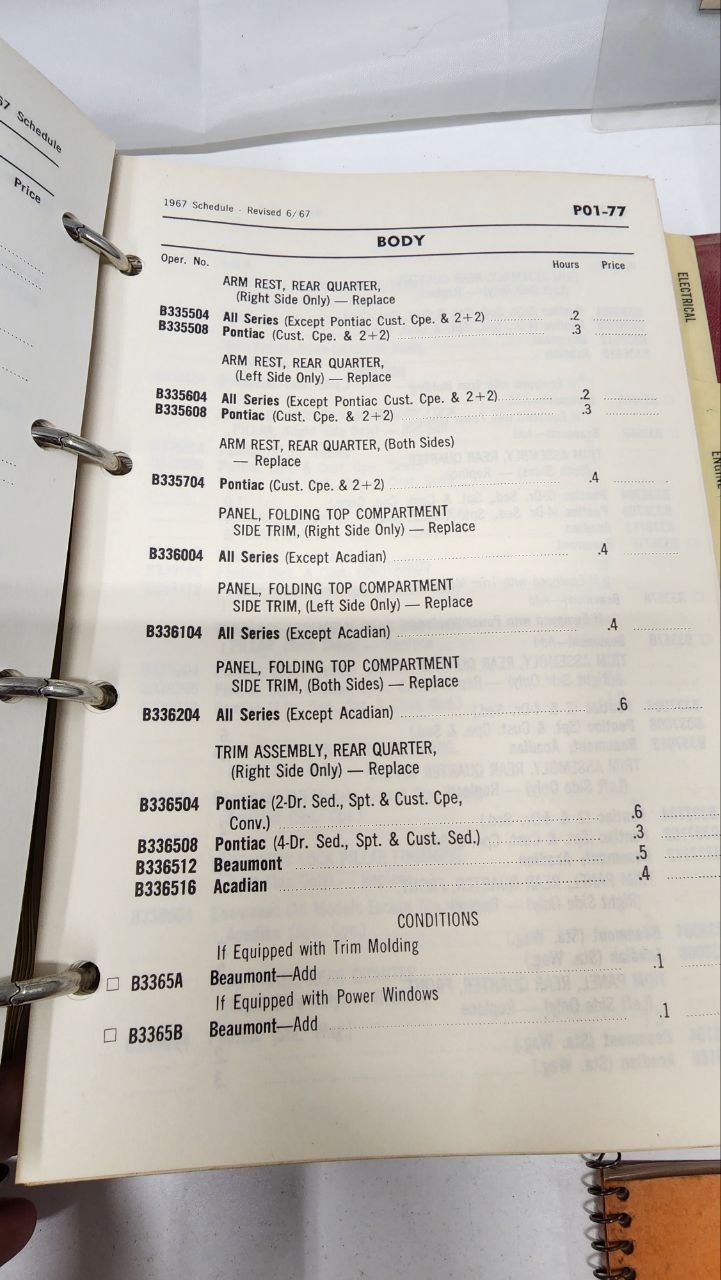 67 Schedule
Price
1967 Schedule - Revised 6/67 P01-77
BODY
Oper. No. Hours Price
ARM REST, REAR QUARTER,
(Right Side Only) — Replace
B335504 All Series (Except Pontiac Cust. Cpe. & 2+2) .2
B335508 Pontiac (Cust. Cpe. & 2+2) .3
ARM REST, REAR QUARTER,
(Left Side Only) — Replace
B335604 All Series (Except Pontiac Cust. Cpe. & 2+2) .2
B335608 Pontiac (Cust. Cpe. & 2+2) .3
ARM REST, REAR QUARTER, (Both Sides)
— Replace
B335704 Pontiac (Cust. Cpe. & 2+2) .4
PANEL, FOLDING TOP COMPARTMENT
SIDE TRIM, (Right Side Only) — Replace
B336004 All Series (Except Acadian) .4
PANEL, FOLDING TOP COMPARTMENT
SIDE TRIM, (Left Side Only) — Replace
B336104 All Series (Except Acadian) .4
PANEL, FOLDING TOP COMPARTMENT
SIDE TRIM, (Both Sides) — Replace
B336204 All Series (Except Acadian) .6
TRIM ASSEMBLY, REAR QUARTER,
(Right Side Only) — Replace
B336504 Pontiac (2-Dr. Sed., Spt. & Cust. Cpe,
Conv.) .6
B336508 Pontiac (4-Dr. Sed., Spt. & Cust. Sed.) .3
B336512 Beaumont .5
B336516 Acadian .4
CONDITIONS
If Equipped with Trim Molding
☐ B3365A Beaumont—Add .1
If Equipped with Power Windows
☐ B3365B Beaumont—Add .1
ELECTRICAL